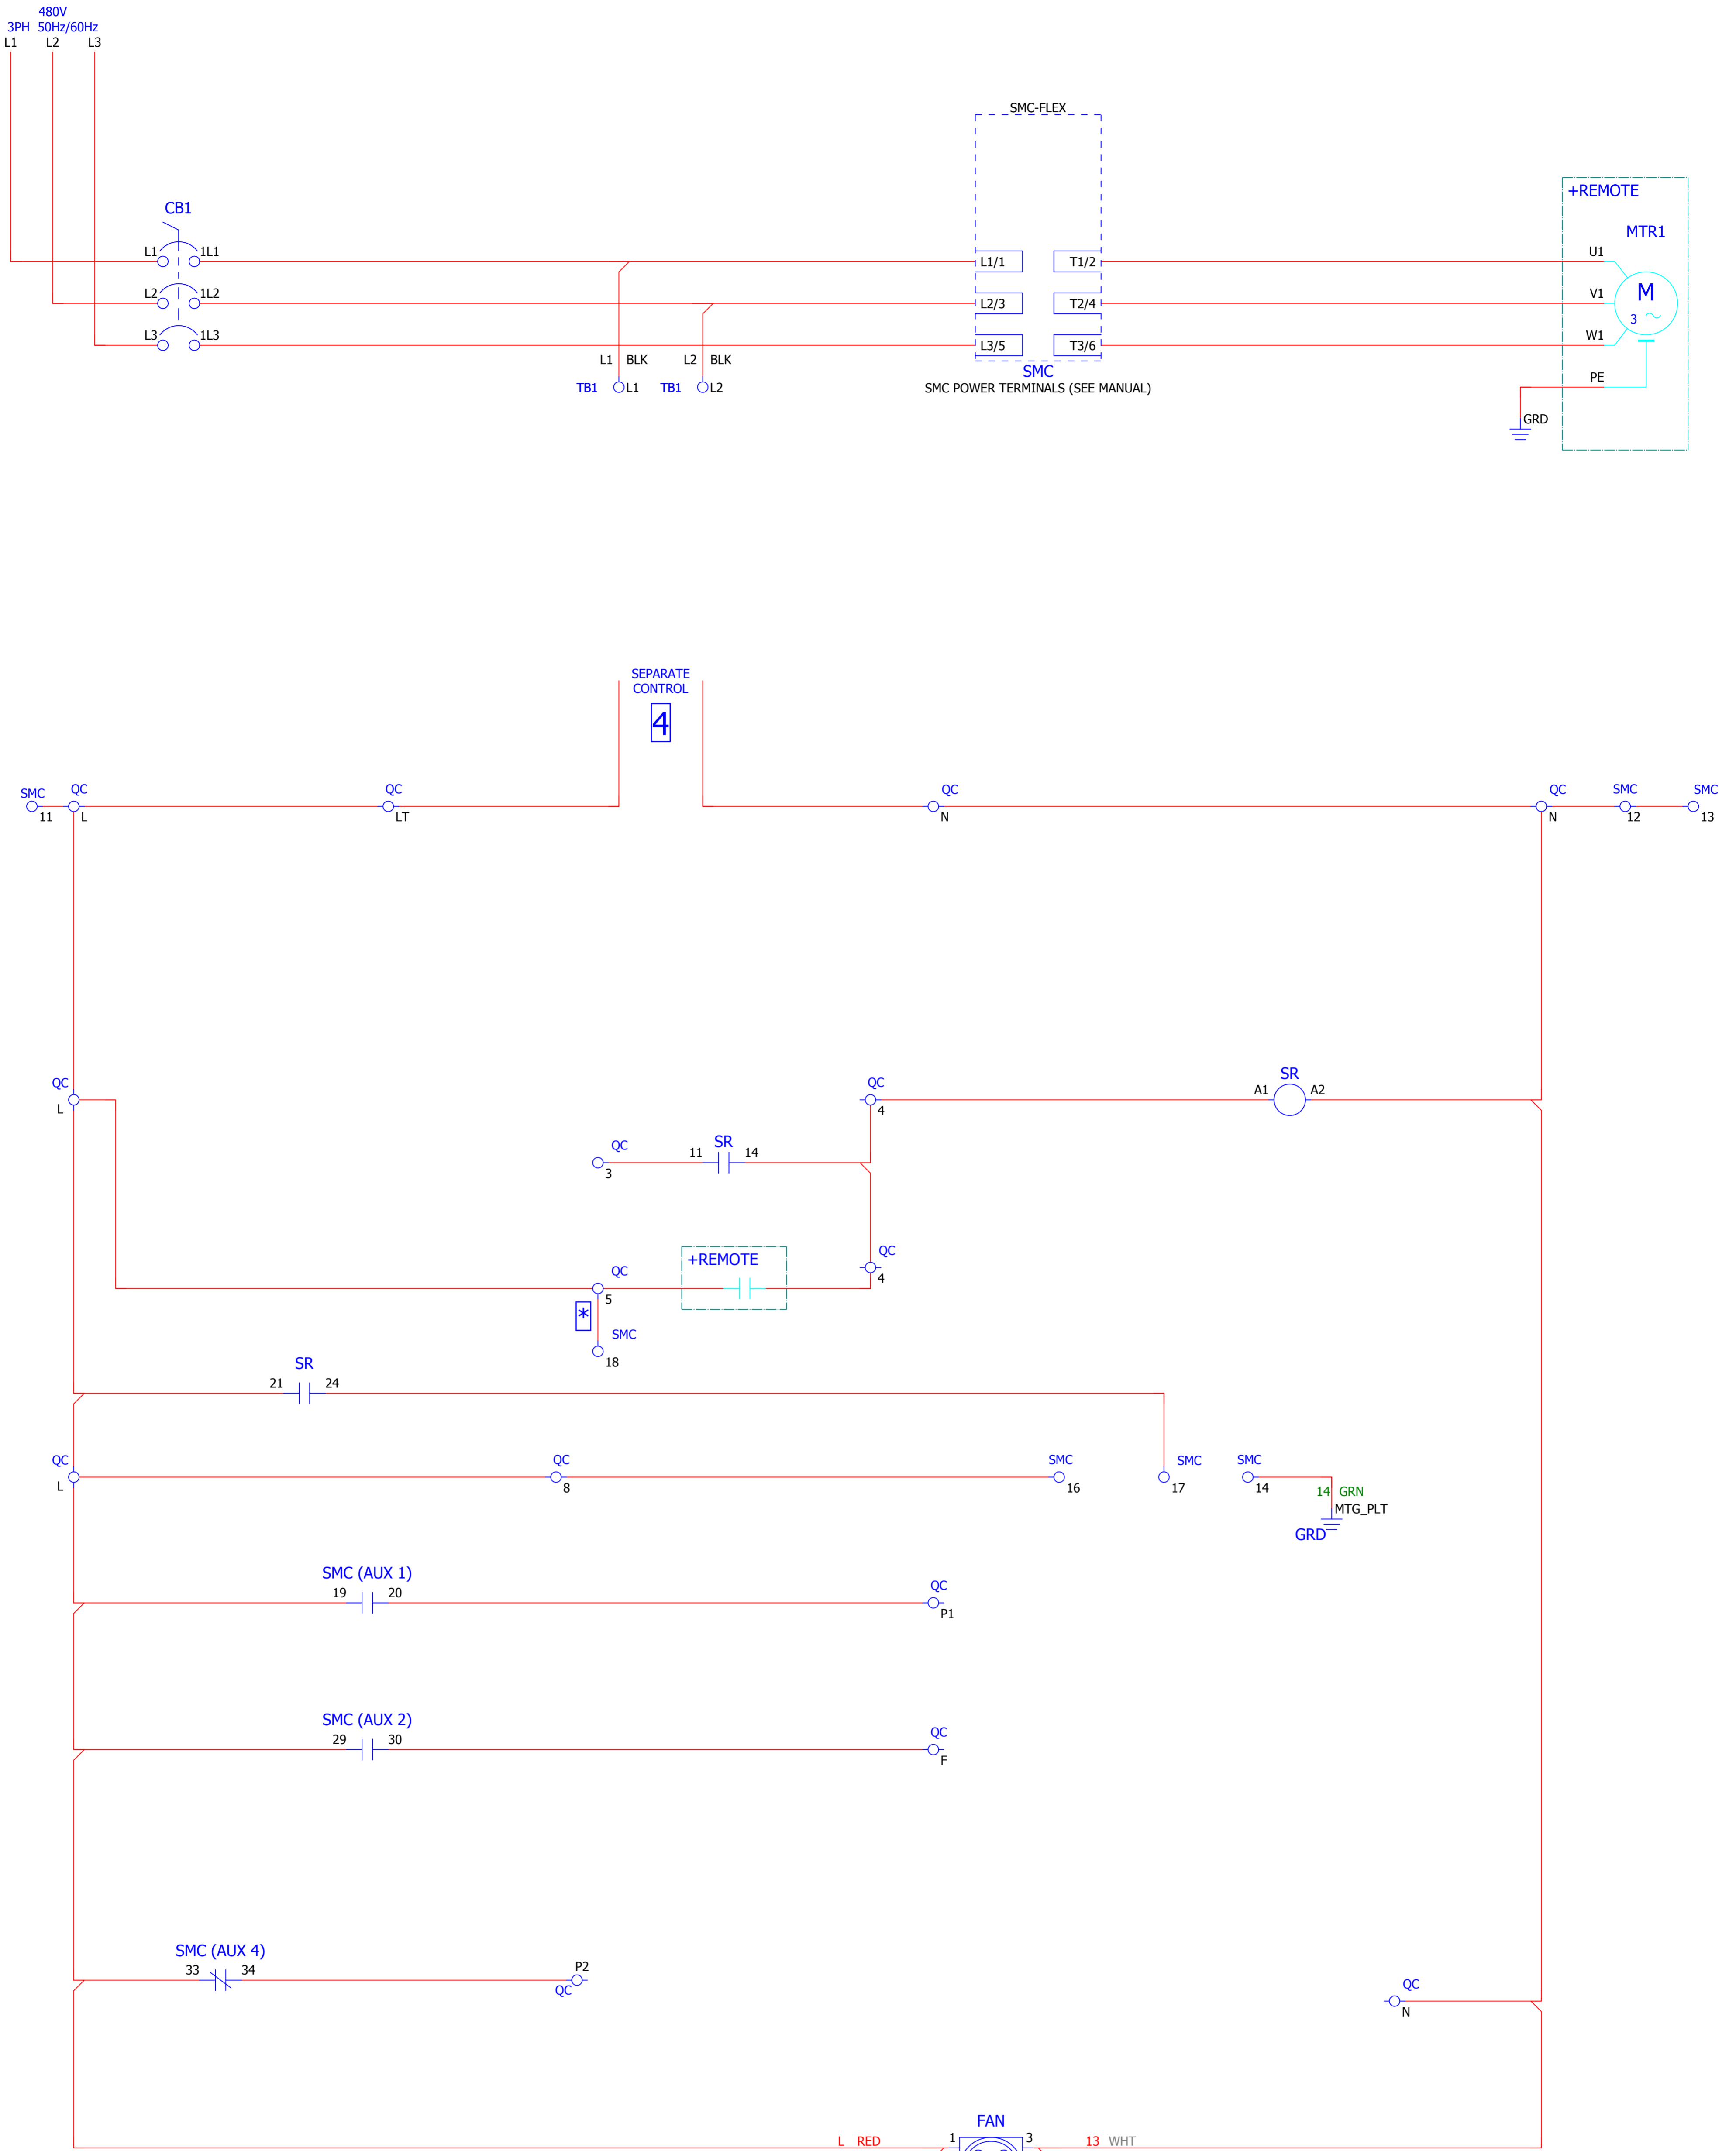 480V
3PH 50Hz/60Hz
L1 L2 L3
SMC-FLEX
+REMOTE
CB1
MTR1
L1 1L1
L1/1 T1/2
U1
L2 1L2
L2/3 T2/4
V1
M
3
L3 1L3
L3/5 T3/6
W1
L1 BLK L2 BLK
SMC
PE
TB1 L1 TB1 L2
SMC POWER TERMINALS (SEE MANUAL)
GRD
SEPARATE
CONTROL
4
SMC QC QC QC QC SMC SMC
11 L LT N N 12 13
QC QC SR
A1 A2
L 4
QC SR
11 14
3
+REMOTE
QC
4
QC
5
*
SMC
18
SR
21 24
QC QC SMC SMC SMC
L 8 16 17 14
14 GRN
MTG_PLT
GRD
SMC (AUX 1)
19 20
QC
P1
SMC (AUX 2)
29 30
QC
F
SMC (AUX 4)
33 34
P2
QC
QC
N
FAN
L RED 1 3 13 WHT